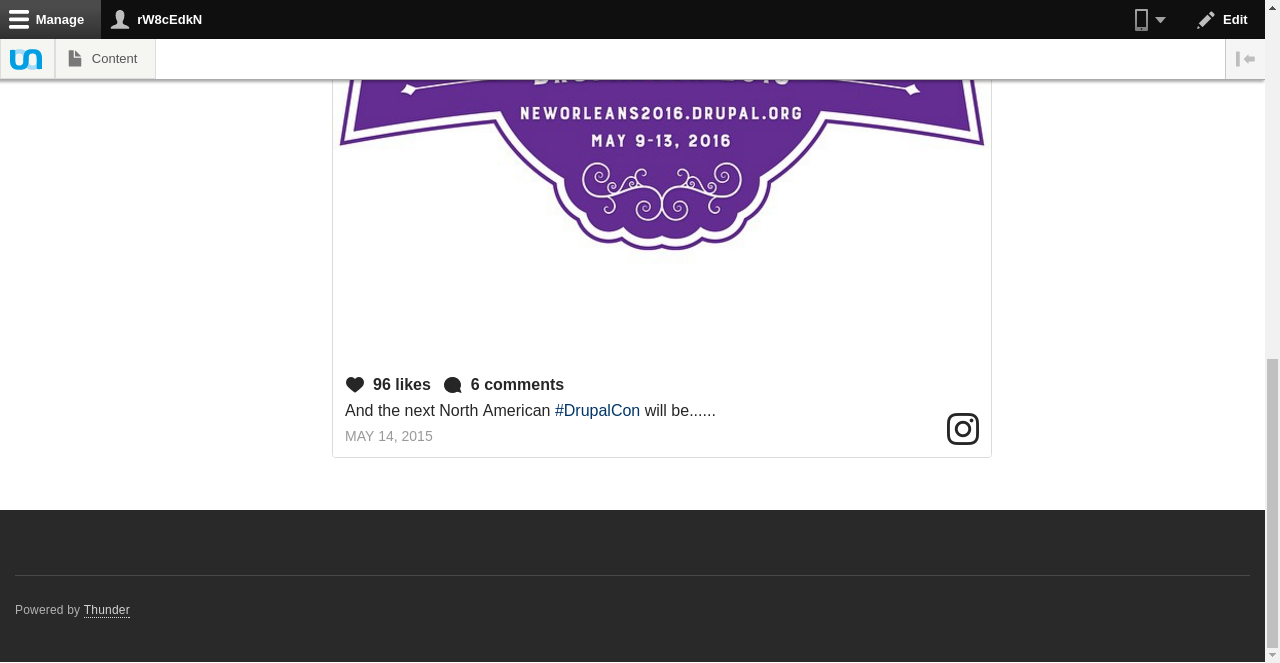 Manage
rW8cEdkN
Edit
Content
NEWORLEANS2016.DRUPAL.ORG
MAY 9-13, 2016
96 likes
6 comments
And the next North American #DrupalCon will be......
MAY 14, 2015
Powered by Thunder